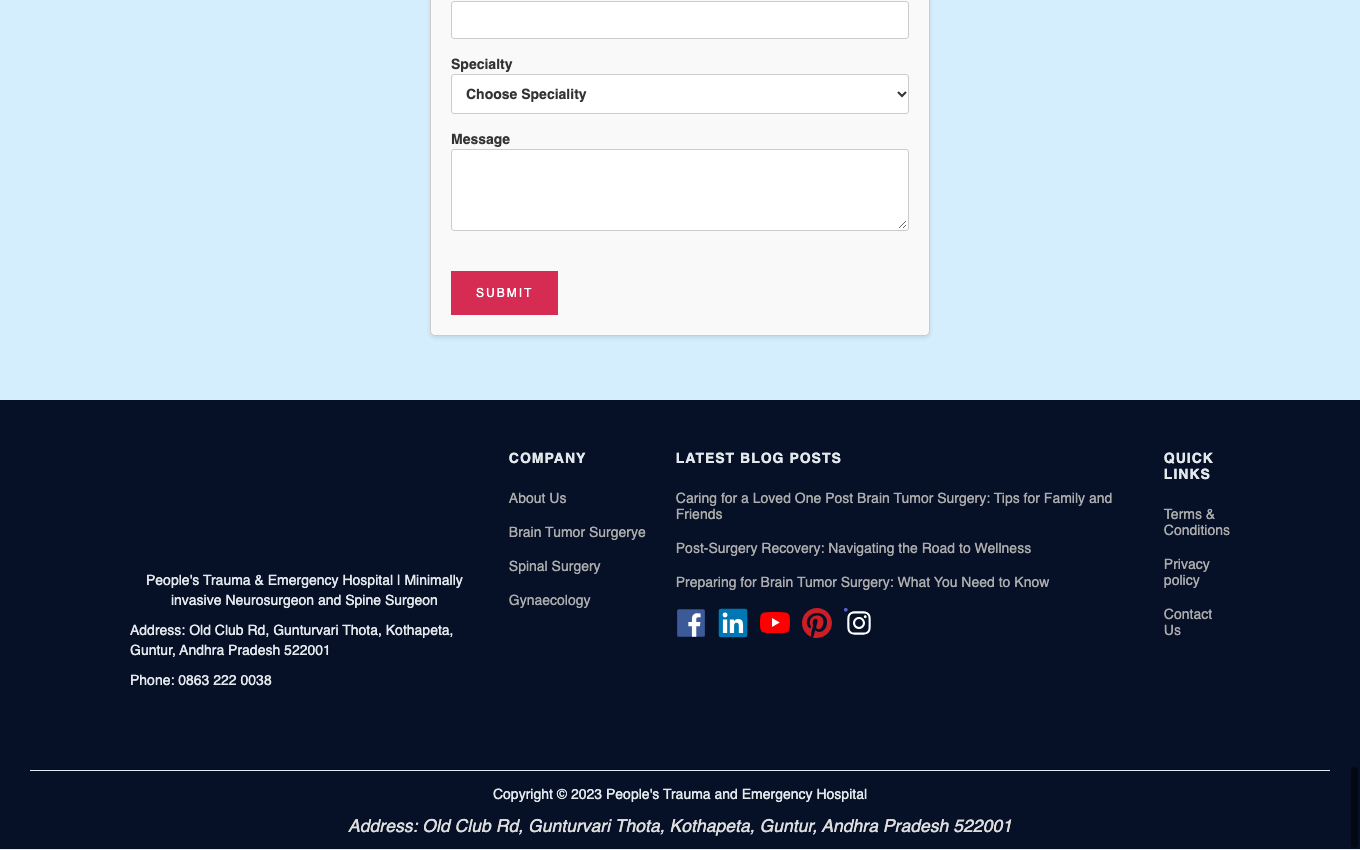 Specialty
Choose Speciality
Message
SUBMIT
People's Trauma & Emergency Hospital | Minimally
invasive Neurosurgeon and Spine Surgeon
Address: Old Club Rd, Gunturvari Thota, Kothapeta,
Guntur, Andhra Pradesh 522001
Phone: 0863 222 0038
COMPANY
About Us
Brain Tumor Surgerye
Spinal Surgery
Gynaecology
LATEST BLOG POSTS
Caring for a Loved One Post Brain Tumor Surgery: Tips for Family and
Friends
Post-Surgery Recovery: Navigating the Road to Wellness
Preparing for Brain Tumor Surgery: What You Need to Know
QUICK
LINKS
Terms &
Conditions
Privacy
policy
Contact
Us
Copyright © 2023 People's Trauma and Emergency Hospital
Address: Old Club Rd, Gunturvari Thota, Kothapeta, Guntur, Andhra Pradesh 522001